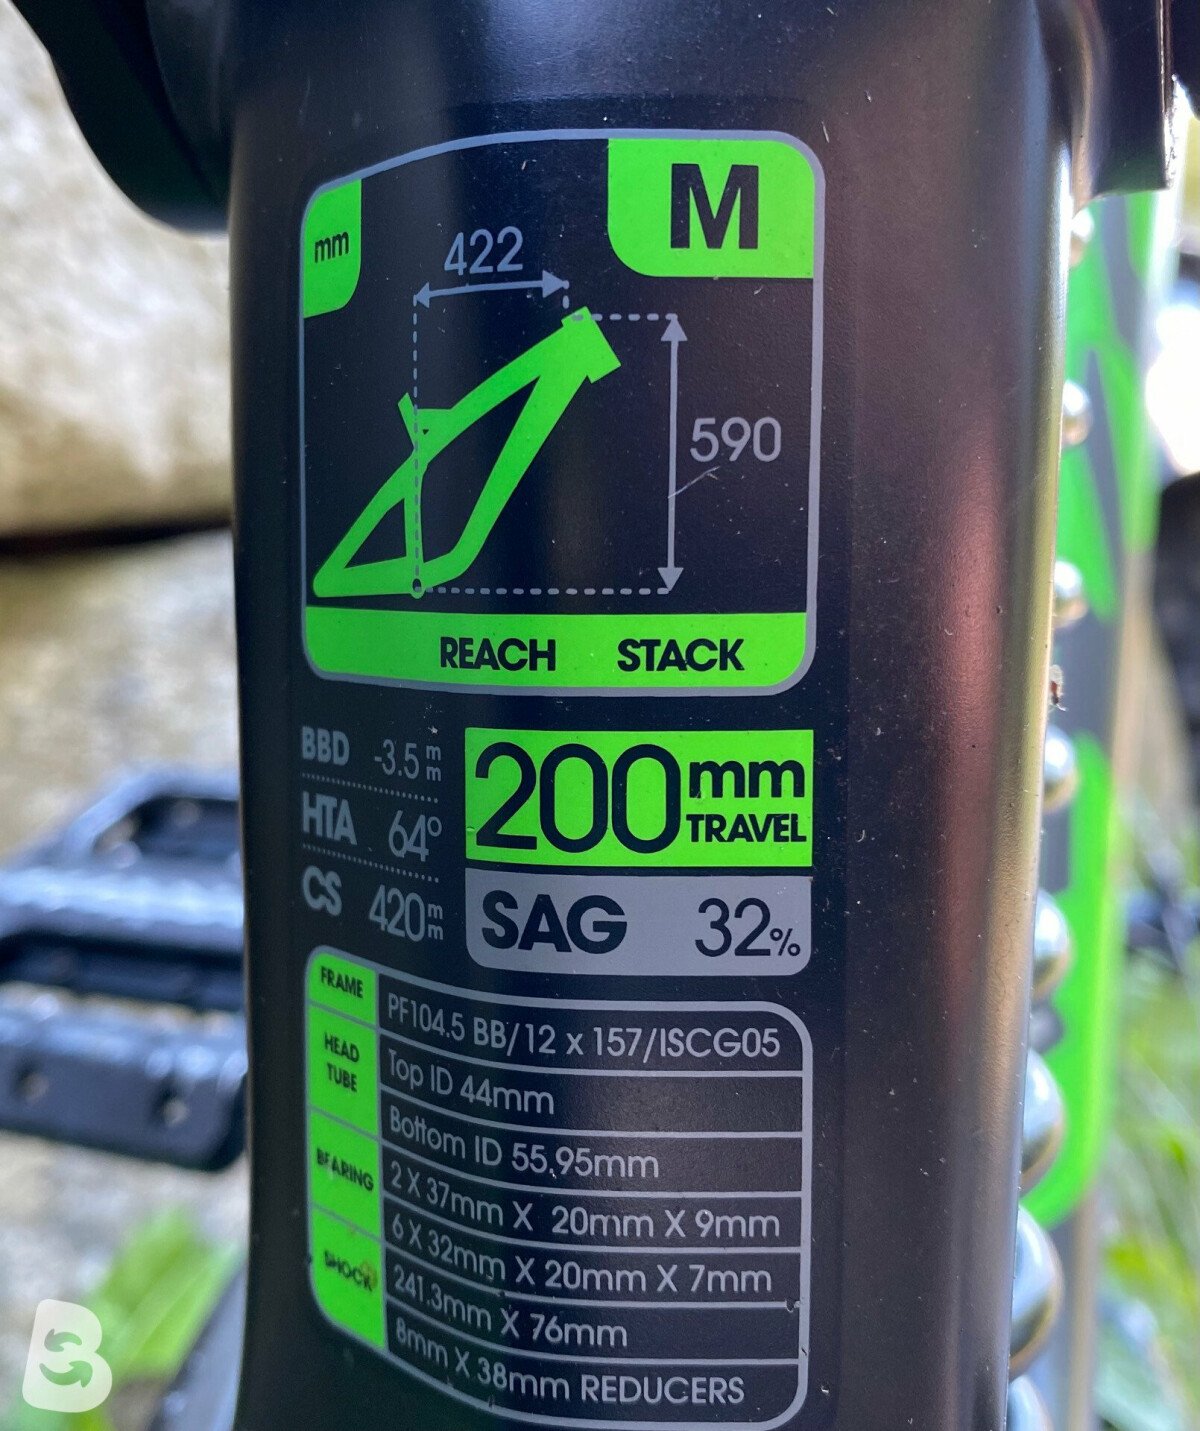 mm
M
422
590
REACH STACK
BBD -3.5 mm
HTA 64°
CS 420 mm
200 mm
TRAVEL
SAG 32%
FRAME PF104.5 BB/12 x 157/ISCG05
HEAD TUBE Top ID 44mm
Bottom ID 55.95mm
BEARING 2 X 37mm X 20mm X 9mm
6 X 32mm X 20mm X 7mm
SHOCK 241.3mm X 76mm
8mm X 38mm REDUCERS
B